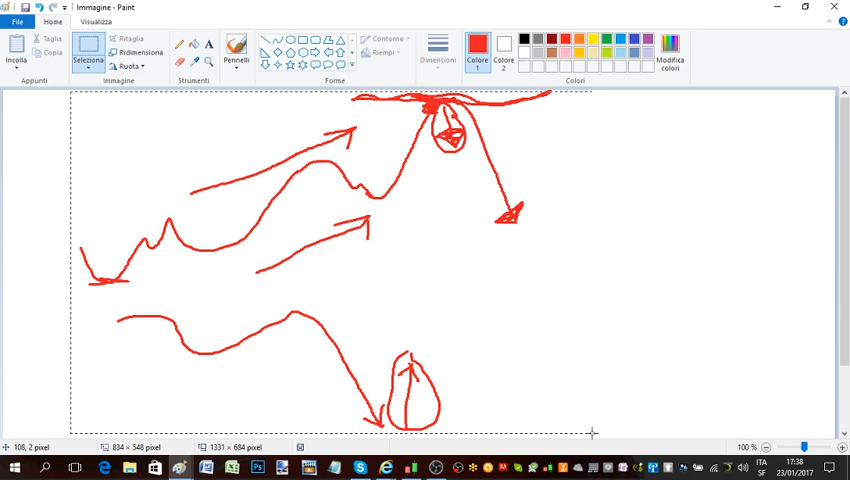 Immagine - Paint
File Home Visualizza
Incolla
Taglia
Copia
Appunti
Seleziona
Ritaglia
Ridimensiona
Ruota
Immagine
Strumenti
A
Pennelli
Contorno
Riempi
Forme
Dimensioni
Colore 1
Colore 2
Modifica colori
Colori
108, 2 pixel
834 × 548 pixel
1331 × 684 pixel
100 %
ITA
SF
17:38
23/01/2017